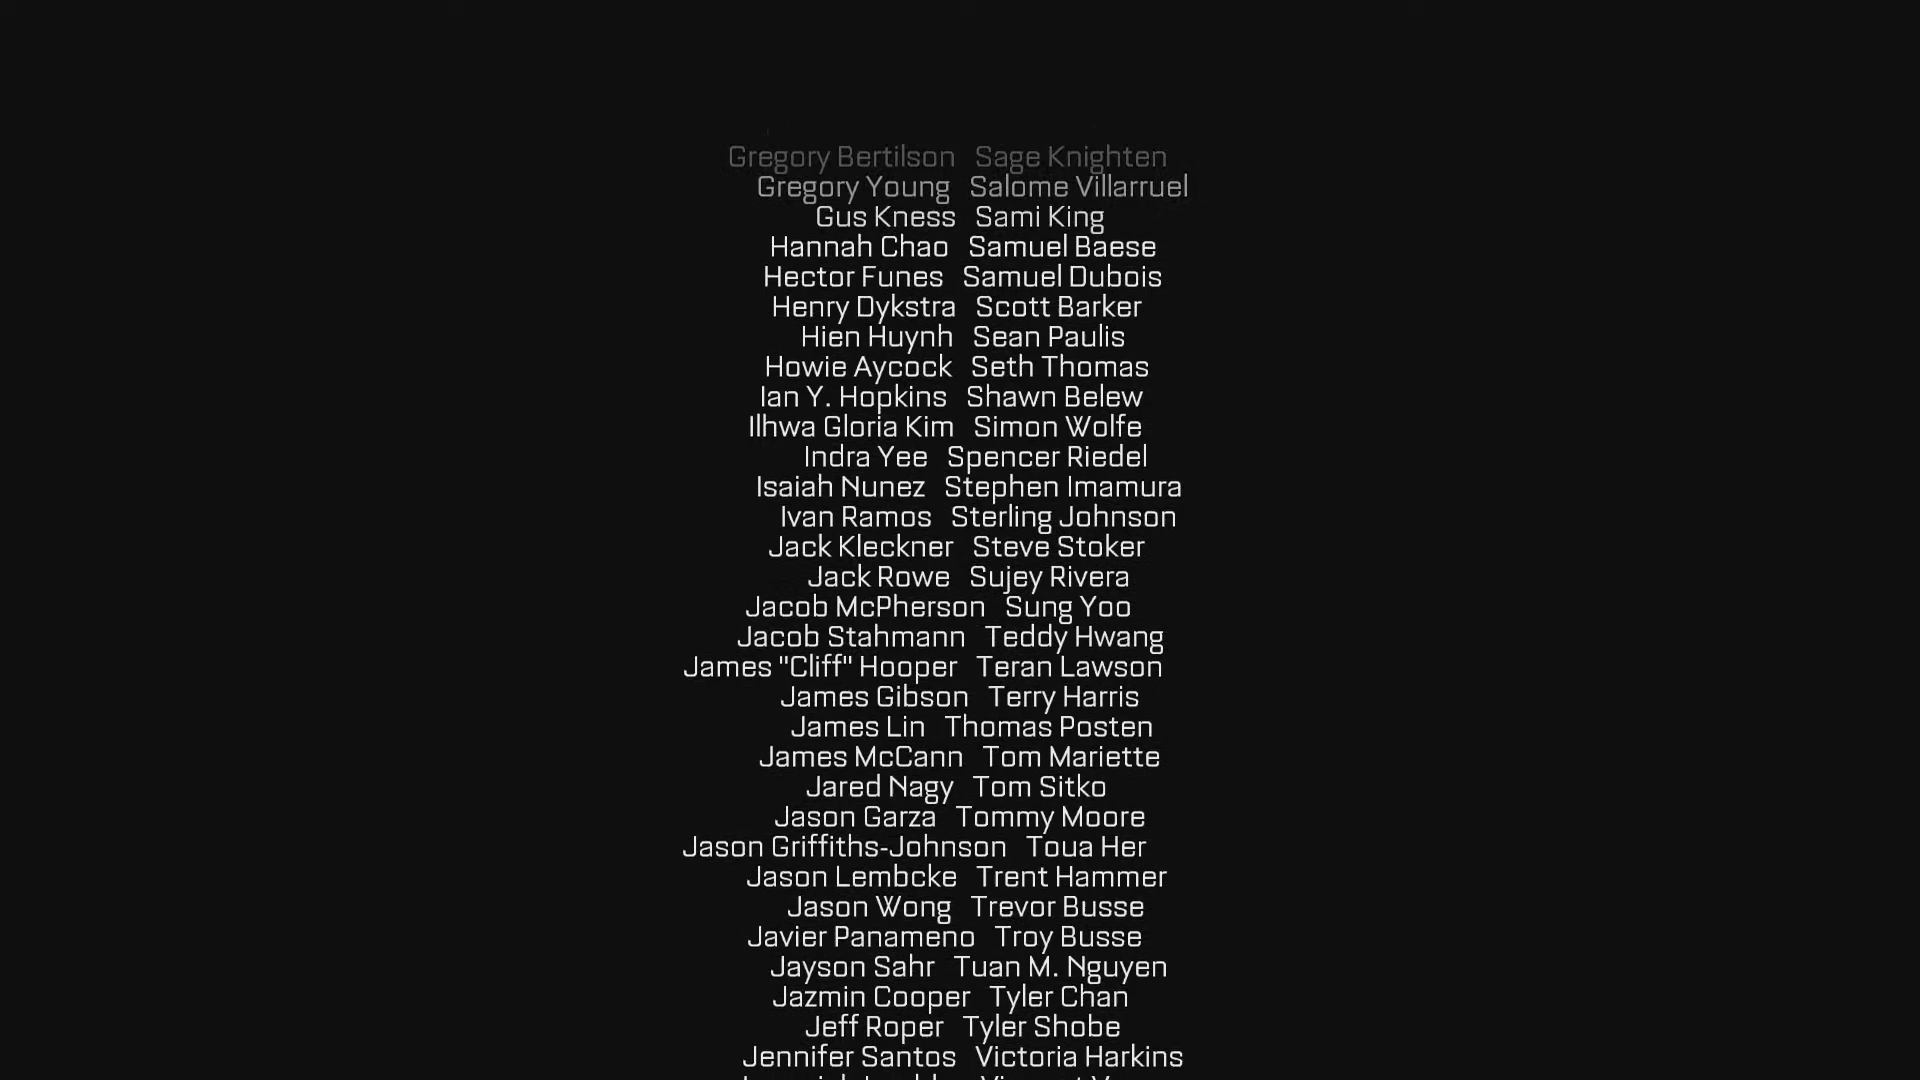 Gregory Bertilson Sage Knighten
Gregory Young Salome Villarruel
Gus Kness Sami King
Hannah Chao Samuel Baese
Hector Funes Samuel Dubois
Henry Dykstra Scott Barker
Hien Huynh Sean Paulis
Howie Aycock Seth Thomas
Ian Y. Hopkins Shawn Belew
Ilhwa Gloria Kim Simon Wolfe
Indra Yee Spencer Riedel
Isaiah Nunez Stephen Imamura
Ivan Ramos Sterling Johnson
Jack Kleckner Steve Stoker
Jack Rowe Sujey Rivera
Jacob McPherson Sung Yoo
Jacob Stahmann Teddy Hwang
James "Cliff" Hooper Teran Lawson
James Gibson Terry Harris
James Lin Thomas Posten
James McCann Tom Mariette
Jared Nagy Tom Sitko
Jason Garza Tommy Moore
Jason Griffiths-Johnson Toua Her
Jason Lembcke Trent Hammer
Jason Wong Trevor Busse
Javier Panameno Troy Busse
Jayson Sahr Tuan M. Nguyen
Jazmin Cooper Tyler Chan
Jeff Roper Tyler Shobe
Jennifer Santos Victoria Harkins